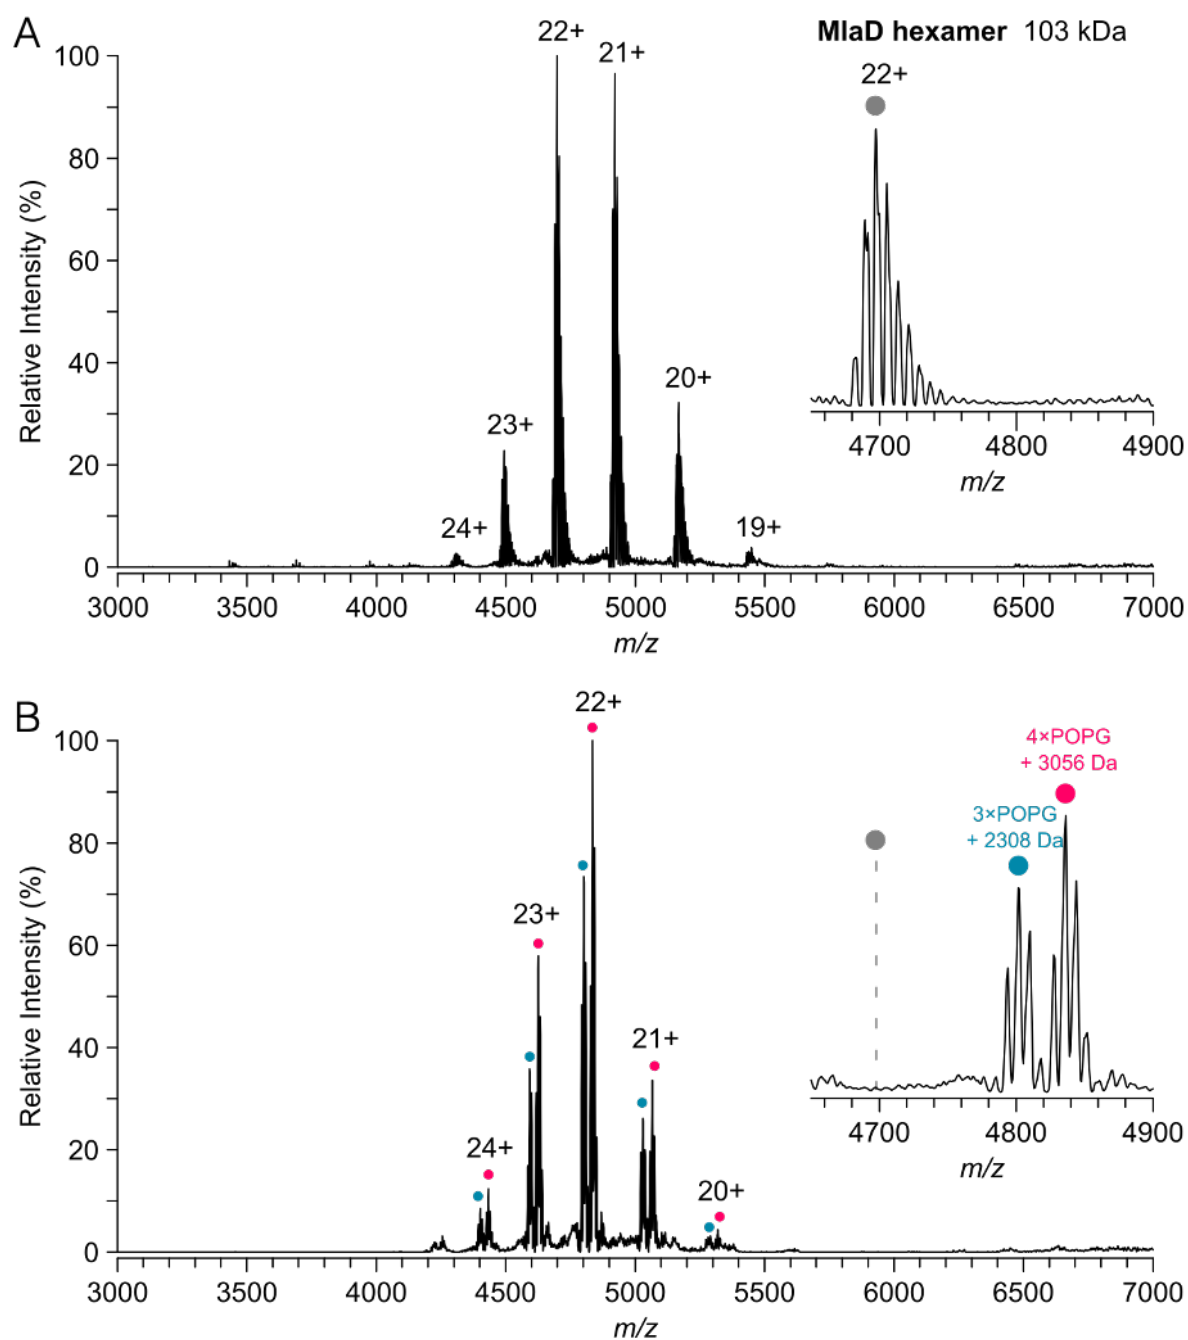 A
MlaD hexamer 103 kDa
22+
21+
22+
100
80
60
40
20
0
Relative Intensity (%)
23+
20+
24+
19+
4700 4800 4900
m/z
3000 3500 4000 4500 5000 5500 6000 6500 7000
m/z
B
22+
4×POPG
+ 3056 Da
3×POPG
+ 2308 Da
100
80
60
40
20
0
Relative Intensity (%)
23+
21+
24+
20+
4700 4800 4900
m/z
3000 3500 4000 4500 5000 5500 6000 6500 7000
m/z